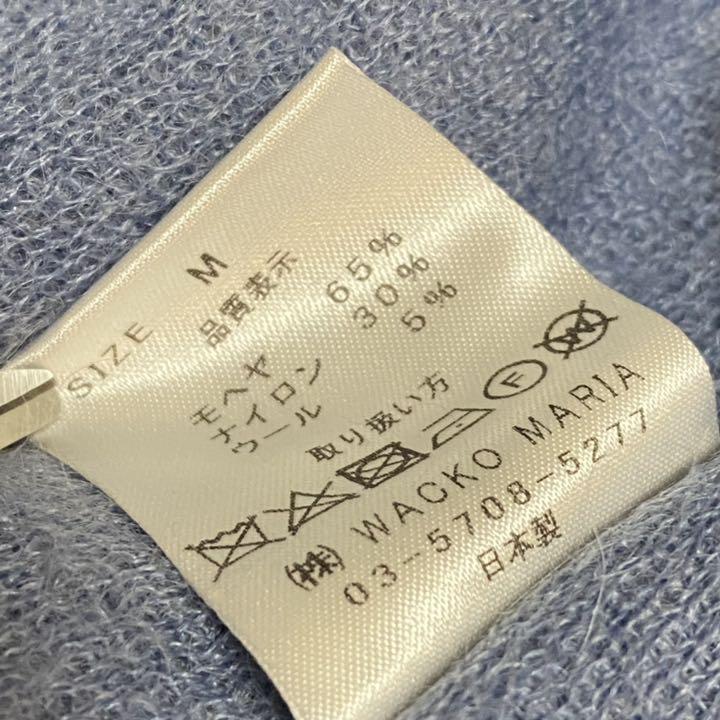 SIZE M
品質表示
モヘヤ 65%
ナイロン 30%
ウール 5%
取り扱い方
F
W
(株) WACKO MARIA
03-5708-5277
日本製